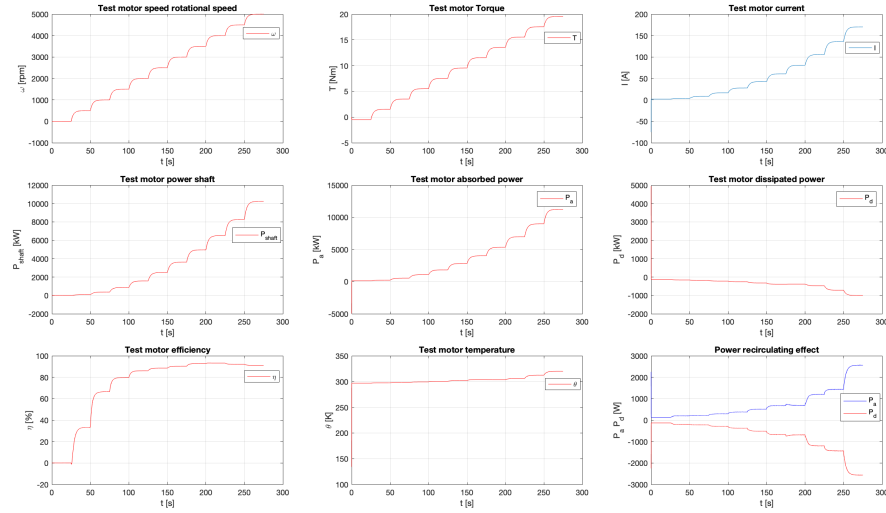 Test motor speed rotational speed
5000
4000
3000
2000
1000
0
-1000
ω [rpm]
ω
0 50 100 150 200 250 300
t [s]
Test motor Torque
20
15
10
5
0
-5
T [Nm]
T
0 50 100 150 200 250 300
t [s]
Test motor current
200
150
100
50
0
-50
-100
I [A]
I
0 50 100 150 200 250 300
t [s]
Test motor power shaft
12000
10000
8000
6000
4000
2000
0
-2000
P_shaft [kW]
P_shaft
0 50 100 150 200 250 300
t [s]
Test motor absorbed power
15000
10000
5000
0
-5000
P_a [kW]
P_a
0 50 100 150 200 250 300
t [s]
Test motor dissipated power
5000
4000
3000
2000
1000
0
-1000
-2000
P_d [kW]
P_d
0 50 100 150 200 250 300
t [s]
Test motor efficiency
100
80
60
40
20
0
-20
η [%]
η
0 50 100 150 200 250 300
t [s]
Test motor temperature
350
300
250
200
150
100
θ [K]
θ
0 50 100 150 200 250 300
t [s]
Power recirculating effect
3000
2000
1000
0
-1000
-2000
-3000
P_a P_d [W]
P_a
P_d
0 50 100 150 200 250 300
t [s]